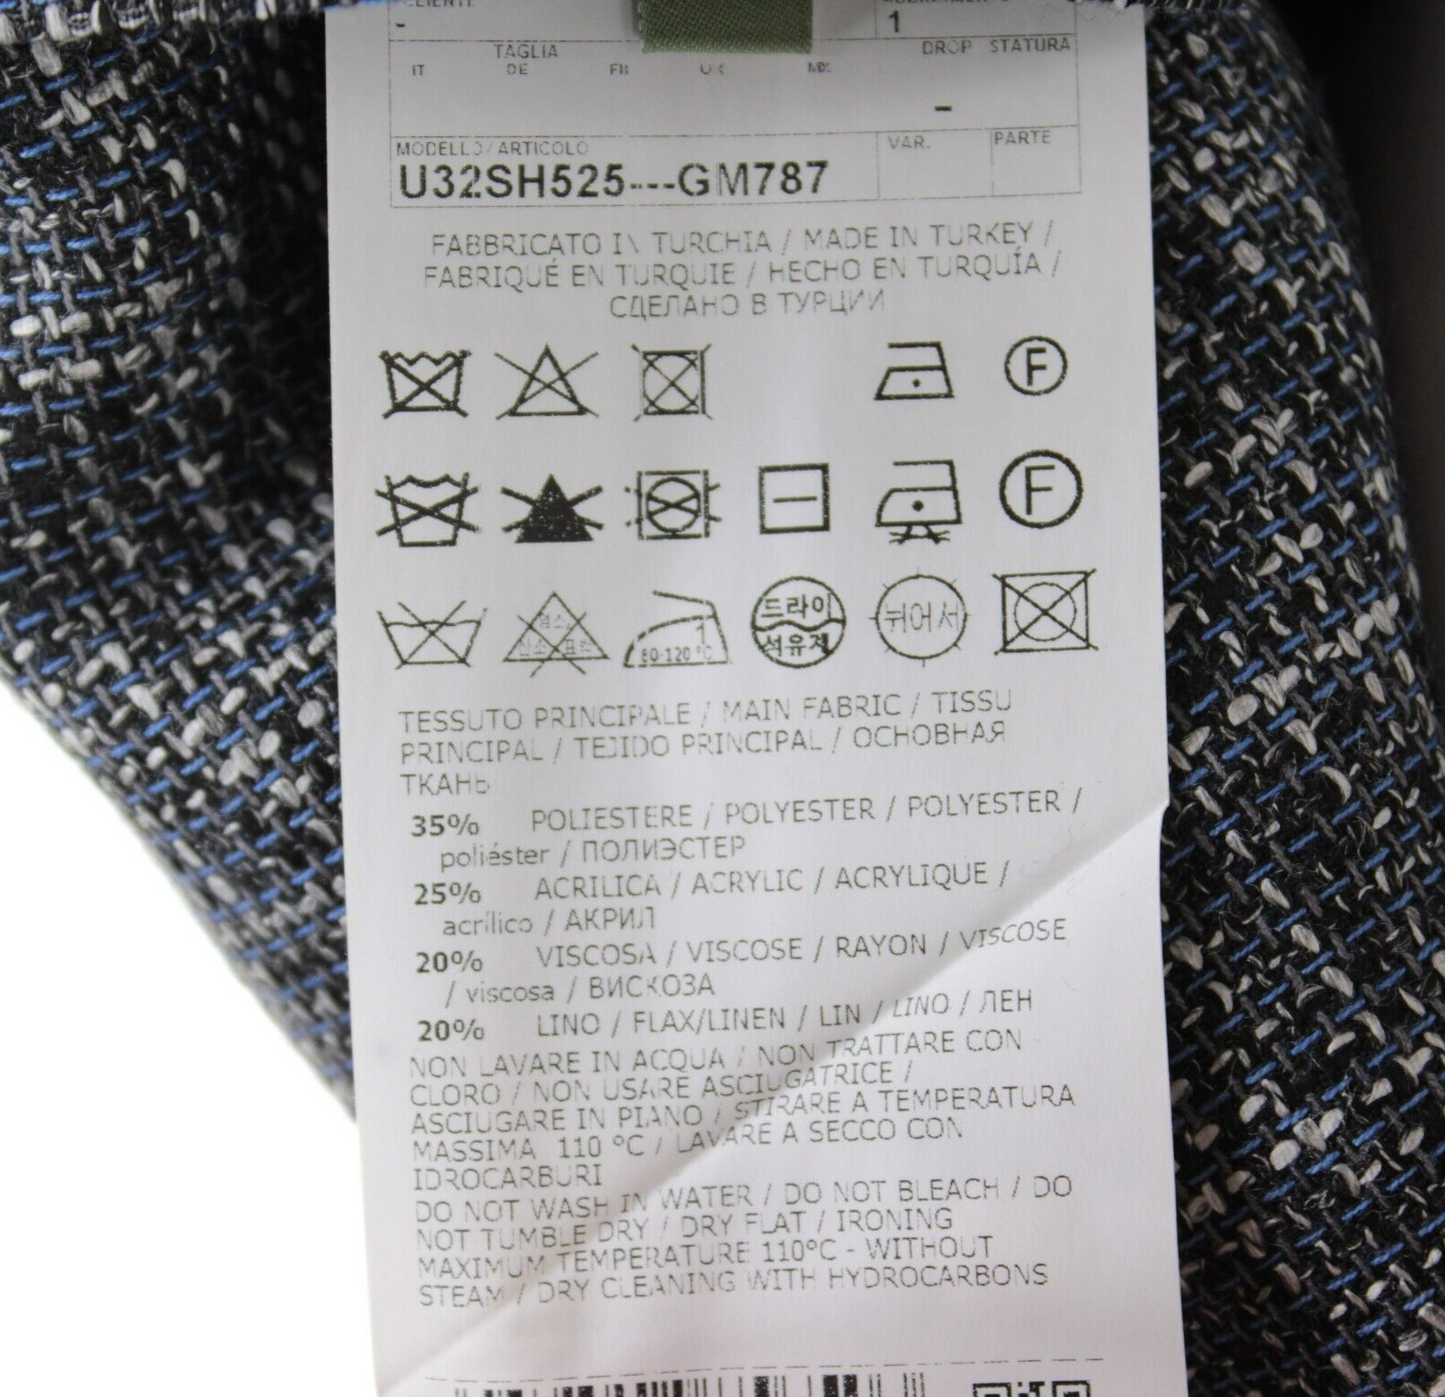 CLIENTE
- 1
TAGLIA DROP STATURA
IT DE FR UK MX
-
MODELLO/ARTICOLO VAR. PARTE
U32SH525---GM787
FABBRICATO IN TURCHIA / MADE IN TURKEY /
FABRIQUÉ EN TURQUIE / HECHO EN TURQUÍA /
СДЕЛАНО В ТУРЦИИ
F
F
1
80-120 °C
드라이
석유제
뉘어서
TESSUTO PRINCIPALE / MAIN FABRIC / TISSU
PRINCIPAL / TEJIDO PRINCIPAL / ОСНОВНАЯ
ТКАНЬ
35% POLIESTERE / POLYESTER / POLYESTER /
poliéster / ПОЛИЭСТЕР
25% ACRILICA / ACRYLIC / ACRYLIQUE /
acrílico / АКРИЛ
20% VISCOSA / VISCOSE / RAYON / VISCOSE
/ viscosa / ВИСКОЗА
20% LINO / FLAX/LINEN / LIN / LINO / ЛЕН
NON LAVARE IN ACQUA / NON TRATTARE CON
CLORO / NON USARE ASCIUGATRICE /
ASCIUGARE IN PIANO / STIRARE A TEMPERATURA
MASSIMA 110 °C / LAVARE A SECCO CON
IDROCARBURI
DO NOT WASH IN WATER / DO NOT BLEACH / DO
NOT TUMBLE DRY / DRY FLAT / IRONING
MAXIMUM TEMPERATURE 110°C - WITHOUT
STEAM / DRY CLEANING WITH HYDROCARBONS